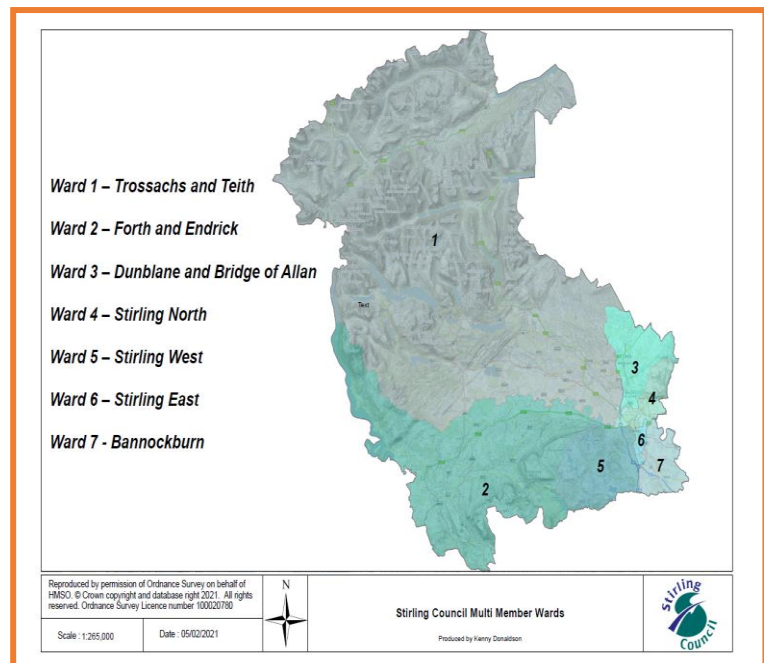 Ward 1 – Trossachs and Teith
Ward 2 – Forth and Endrick
Ward 3 – Dunblane and Bridge of Allan
Ward 4 – Stirling North
Ward 5 – Stirling West
Ward 6 – Stirling East
Ward 7 - Bannockburn
1
Text
3
4
6
7
5
2
Reproduced by permission of Ordnance Survey on behalf of
HMSO. © Crown copyright and database right 2021. All rights
reserved. Ordnance Survey Licence number 100020780
Scale : 1:265,000
Date : 05/02/2021
N
Stirling Council Multi Member Wards
Produced by Kenny Donaldson
Stirling
Council